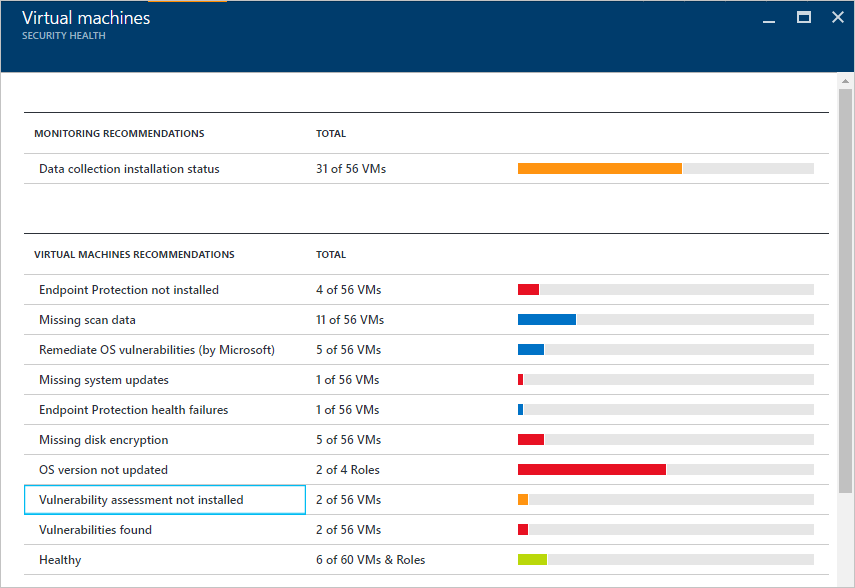 Virtual machines
SECURITY HEALTH
MONITORING RECOMMENDATIONS TOTAL
Data collection installation status 31 of 56 VMs
VIRTUAL MACHINES RECOMMENDATIONS TOTAL
Endpoint Protection not installed 4 of 56 VMs
Missing scan data 11 of 56 VMs
Remediate OS vulnerabilities (by Microsoft) 5 of 56 VMs
Missing system updates 1 of 56 VMs
Endpoint Protection health failures 1 of 56 VMs
Missing disk encryption 5 of 56 VMs
OS version not updated 2 of 4 Roles
Vulnerability assessment not installed 2 of 56 VMs
Vulnerabilities found 2 of 56 VMs
Healthy 6 of 60 VMs & Roles